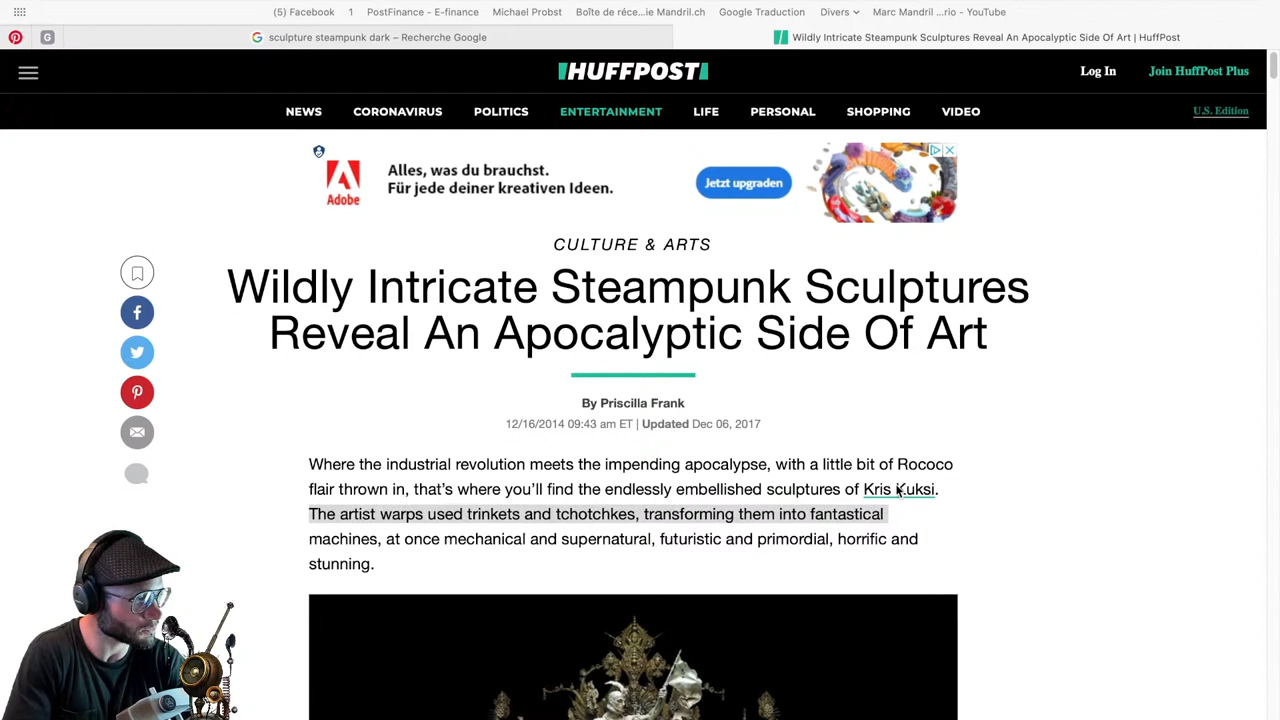 (5) Facebook 1 PostFinance - E-finance Michael Probst Boîte de réce...ie Mandril.ch Google Traduction Divers Marc Mandril ...rio - YouTube
G sculpture steampunk dark – Recherche Google Wildly Intricate Steampunk Sculptures Reveal An Apocalyptic Side Of Art | HuffPost
HUFFPOST
Log In Join HuffPost Plus
NEWS CORONAVIRUS POLITICS ENTERTAINMENT LIFE PERSONAL SHOPPING VIDEO U.S. Edition
Alles, was du brauchst.
Für jede deiner kreativen Ideen.
Adobe
Jetzt upgraden
CULTURE & ARTS
Wildly Intricate Steampunk Sculptures
Reveal An Apocalyptic Side Of Art
By Priscilla Frank
12/16/2014 09:43 am ET | Updated Dec 06, 2017
Where the industrial revolution meets the impending apocalypse, with a little bit of Rococo
flair thrown in, that’s where you’ll find the endlessly embellished sculptures of Kris Kuksi.
The artist warps used trinkets and tchotchkes, transforming them into fantastical
machines, at once mechanical and supernatural, futuristic and primordial, horrific and
stunning.